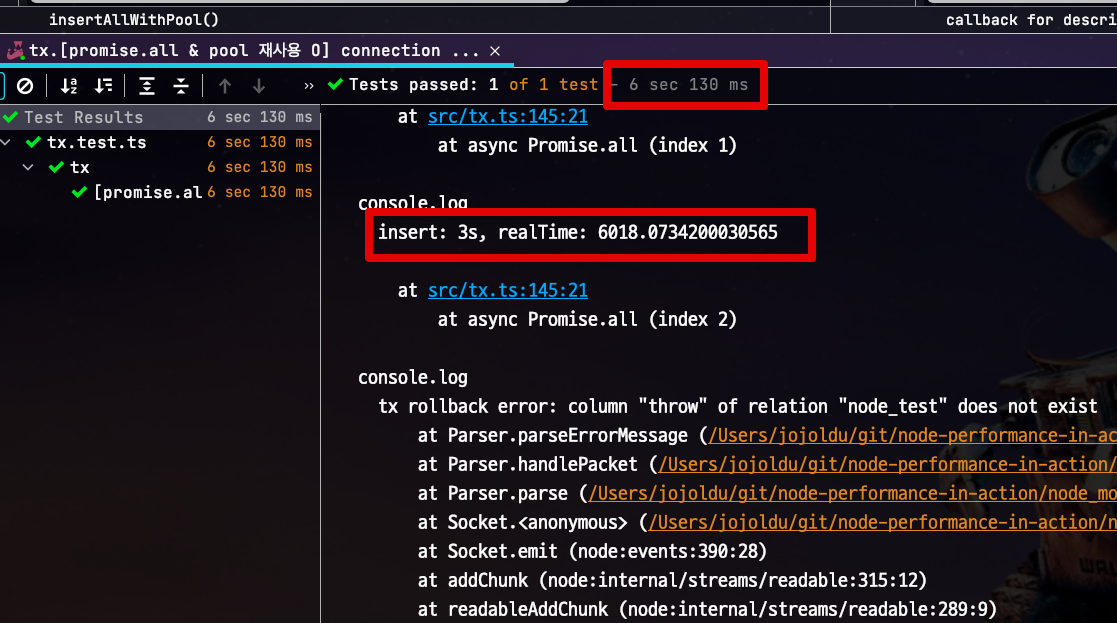 insertAllWithPool()
callback for descri
tx.[promise.all & pool 재사용 O] connection ... ×
» Tests passed: 1 of 1 test – 6 sec 130 ms
Test Results 6 sec 130 ms
tx.test.ts 6 sec 130 ms
tx 6 sec 130 ms
[promise.al 6 sec 130 ms
at src/tx.ts:145:21
at async Promise.all (index 1)
console.log
insert: 3s, realTime: 6018.0734200030565
at src/tx.ts:145:21
at async Promise.all (index 2)
console.log
tx rollback error: column "throw" of relation "node_test" does not exist
at Parser.parseErrorMessage (/Users/jojoldu/git/node-performance-in-ac
at Parser.handlePacket (/Users/jojoldu/git/node-performance-in-action/
at Parser.parse (/Users/jojoldu/git/node-performance-in-action/node_mo
at Socket.<anonymous> (/Users/jojoldu/git/node-performance-in-action/n
at Socket.emit (node:events:390:28)
at addChunk (node:internal/streams/readable:315:12)
at readableAddChunk (node:internal/streams/readable:289:9)